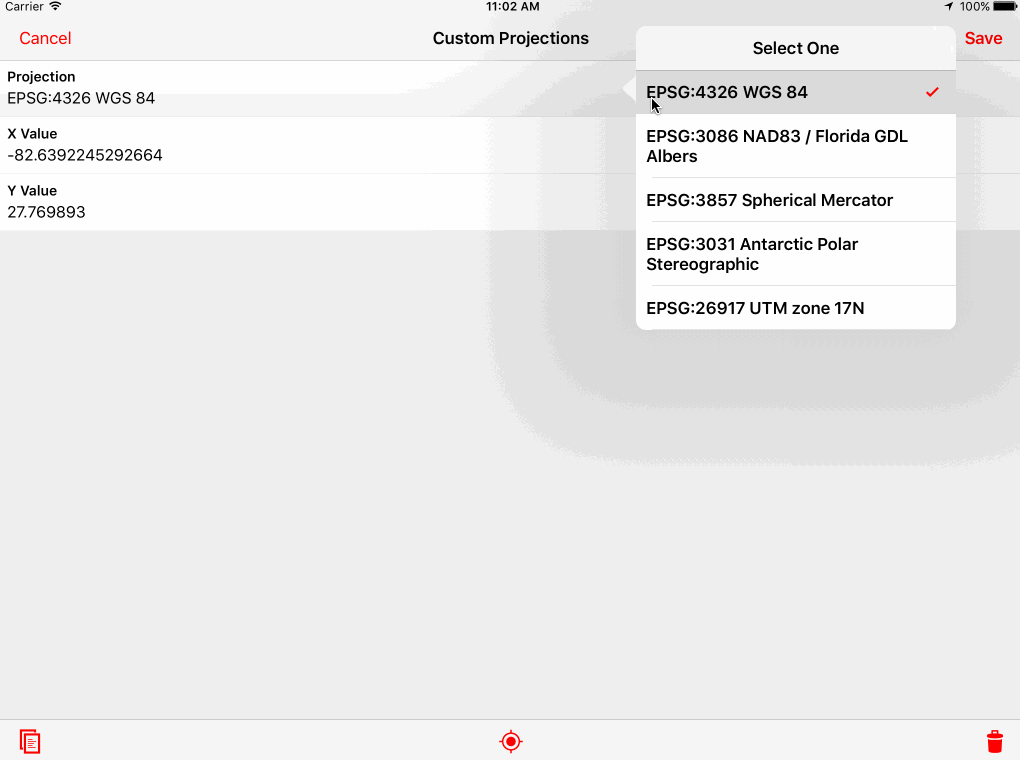 Carrier 11:02 AM 100%
Cancel Custom Projections Save
Projection
EPSG:4326 WGS 84
X Value
-82.6392245292664
Y Value
27.769893
Select One
EPSG:4326 WGS 84
EPSG:3086 NAD83 / Florida GDL
Albers
EPSG:3857 Spherical Mercator
EPSG:3031 Antarctic Polar
Stereographic
EPSG:26917 UTM zone 17N